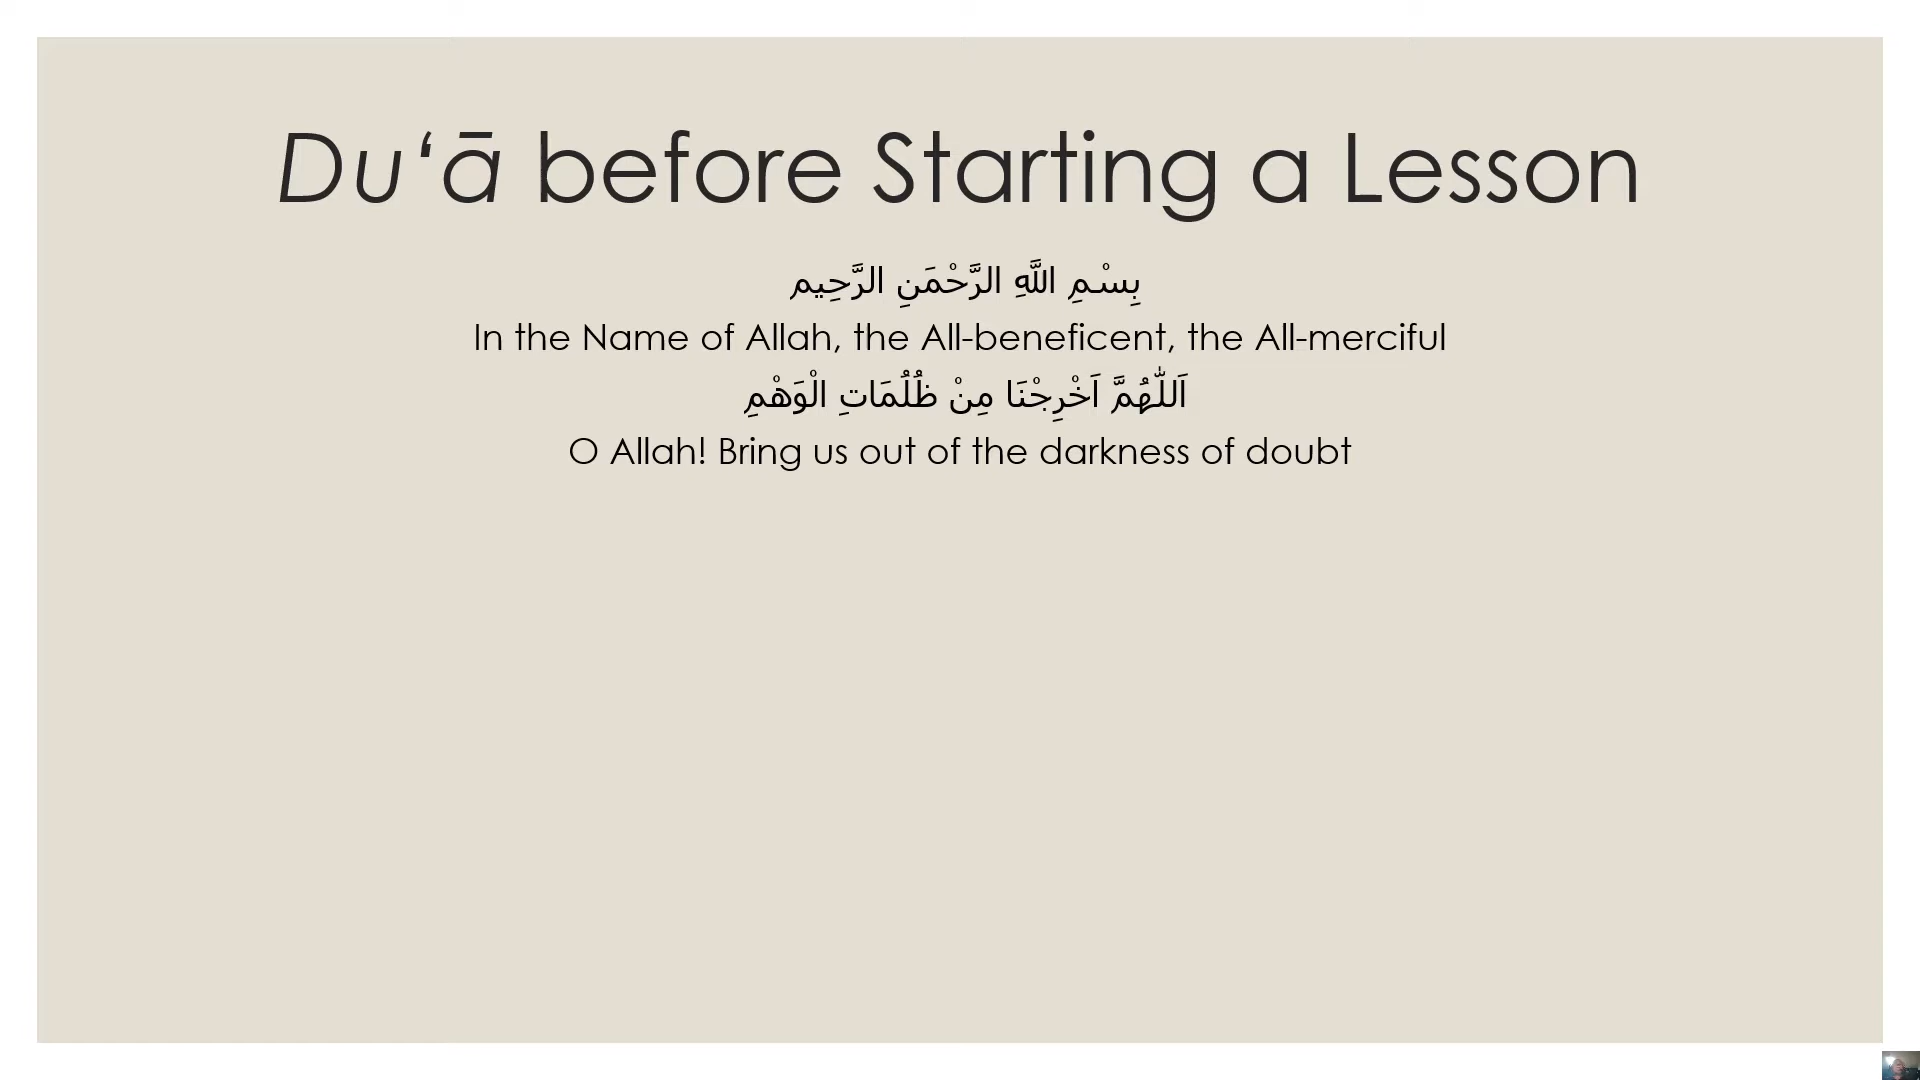 Du‘ā before Starting a Lesson
بِسْمِ اللَّهِ الرَّحْمَنِ الرَّحِيم
In the Name of Allah, the All-beneficent, the All-merciful
اَللّٰهُمَّ اَخْرِجْنَا مِنْ ظُلُمَاتِ الْوَهْمِ
O Allah! Bring us out of the darkness of doubt